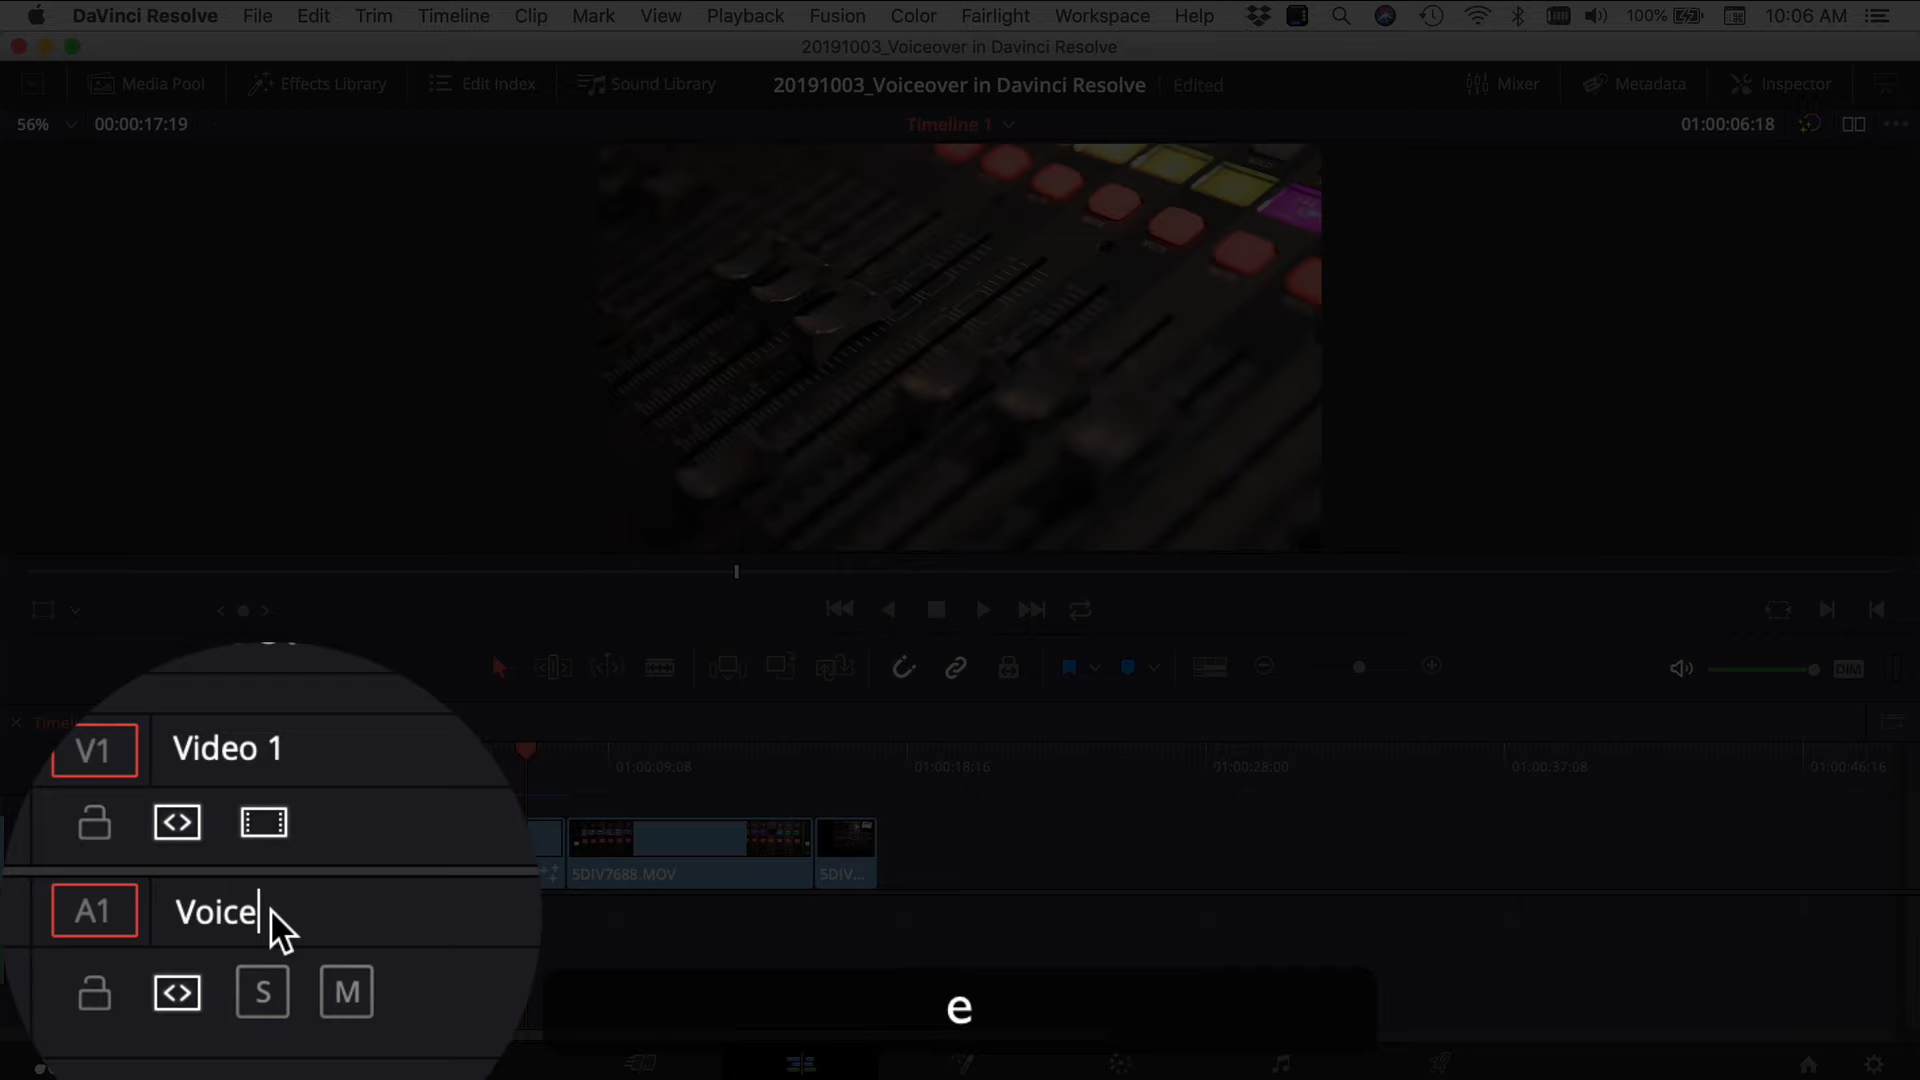 DaVinci Resolve File Edit Trim Timeline Clip Mark View Playback Fusion Color Fairlight Workspace Help 100% 10:06 AM
20191003_Voiceover in Davinci Resolve
Media Pool Effects Library Edit Index Sound Library 20191003_Voiceover in Davinci Resolve Edited Mixer Metadata Inspector
56% 00:00:17:19 Timeline 1 01:00:06:18
DIM
V1 Video 1
01:00:09:08 01:00:18:16 01:00:28:00 01:00:37:08 01:00:46:16
5DIV7688.MOV 5DIV...
A1 Voice
S M
e